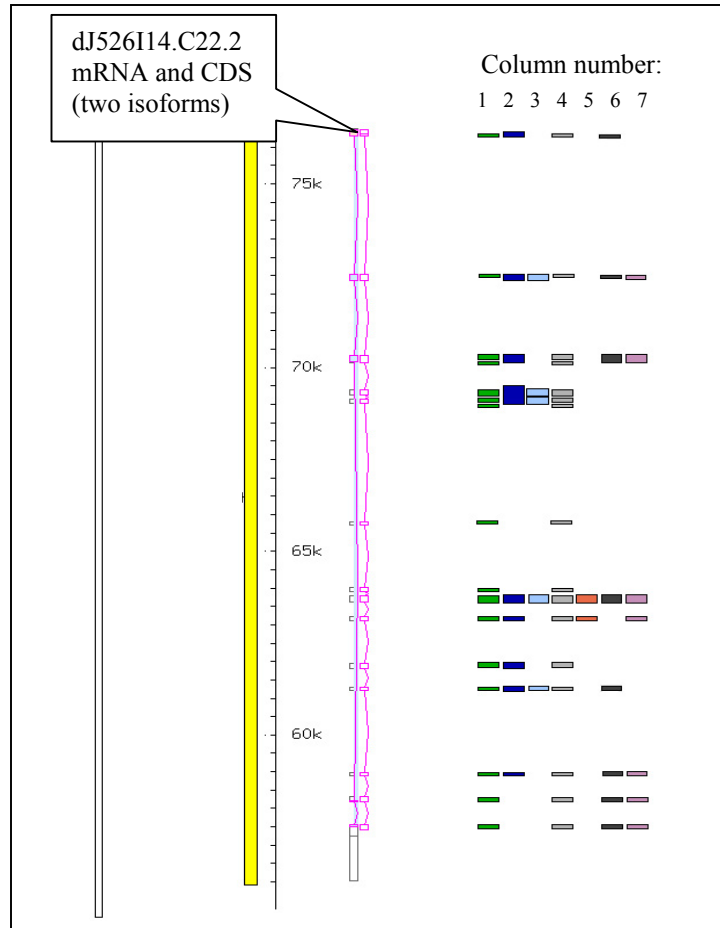 dJ526I14.C22.2
mRNA and CDS
(two isoforms)
Column number:
1 2 3 4 5 6 7
75k
70k
65k
60k